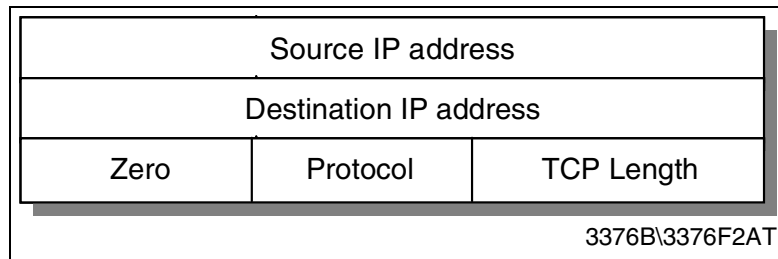 Source IP address
Destination IP address
Zero Protocol TCP Length
3376B\3376F2AT